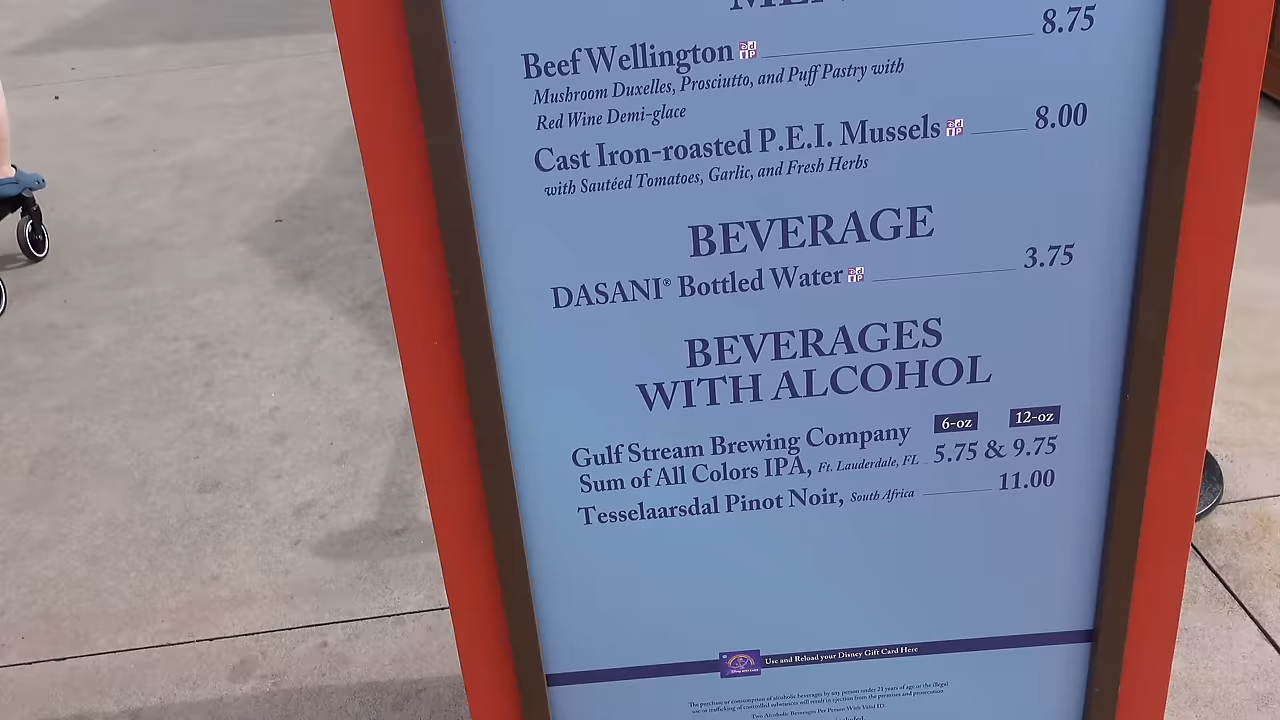 8.75
Beef Wellington
Mushroom Duxelles, Prosciutto, and Puff Pastry with
Red Wine Demi-glace
Cast Iron-roasted P.E.I. Mussels 8.00
with Sautéed Tomatoes, Garlic, and Fresh Herbs
BEVERAGE
DASANI® Bottled Water 3.75
BEVERAGES
WITH ALCOHOL
6-oz 12-oz
Gulf Stream Brewing Company
Sum of All Colors IPA, Ft. Lauderdale, FL 5.75 & 9.75
Tesselaarsdal Pinot Noir, South Africa 11.00
Use and Reload your Disney Gift Card Here
The purchase or consumption of alcoholic beverages by any person under 21 years of age or the illegal
use or trafficking of controlled substances will result in ejection from the premises and prosecution.
Two Alcoholic Beverages Per Person With Valid ID